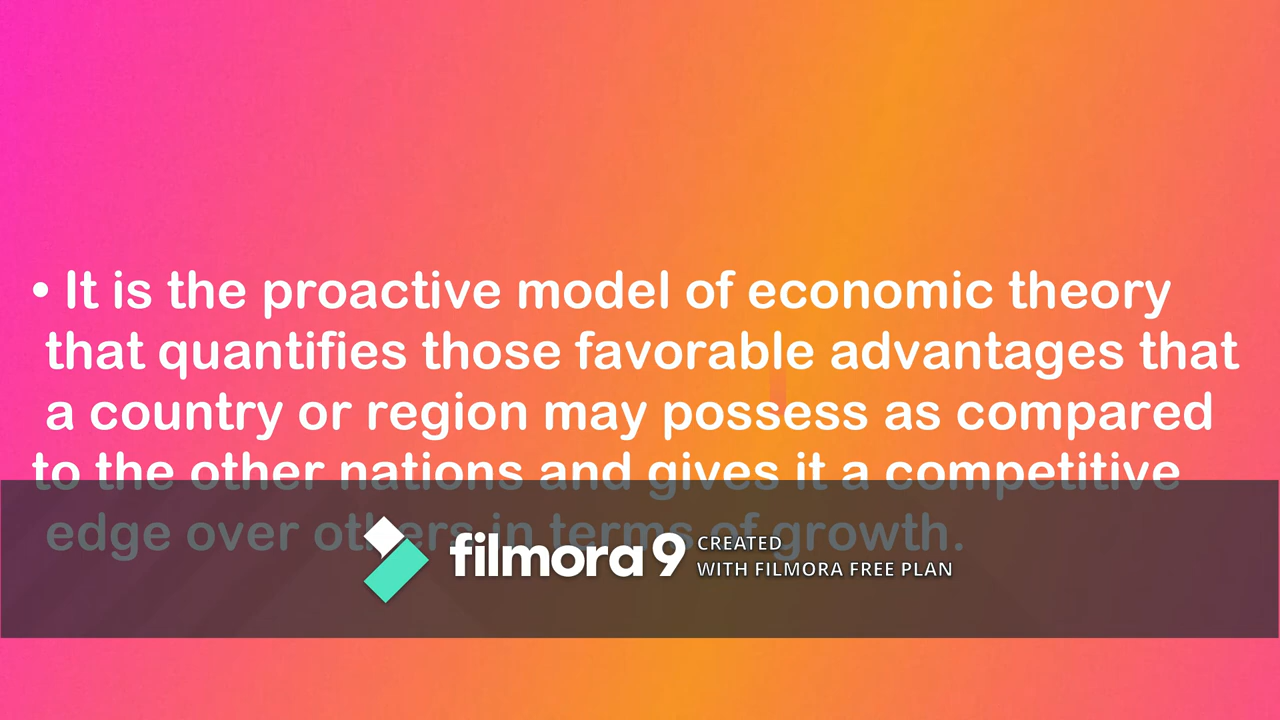 • It is the proactive model of economic theory
that quantifies those favorable advantages that
a country or region may possess as compared
to the other nations and gives it a competitive
edge over others in terms of growth.
filmora 9
CREATED
WITH FILMORA FREE PLAN